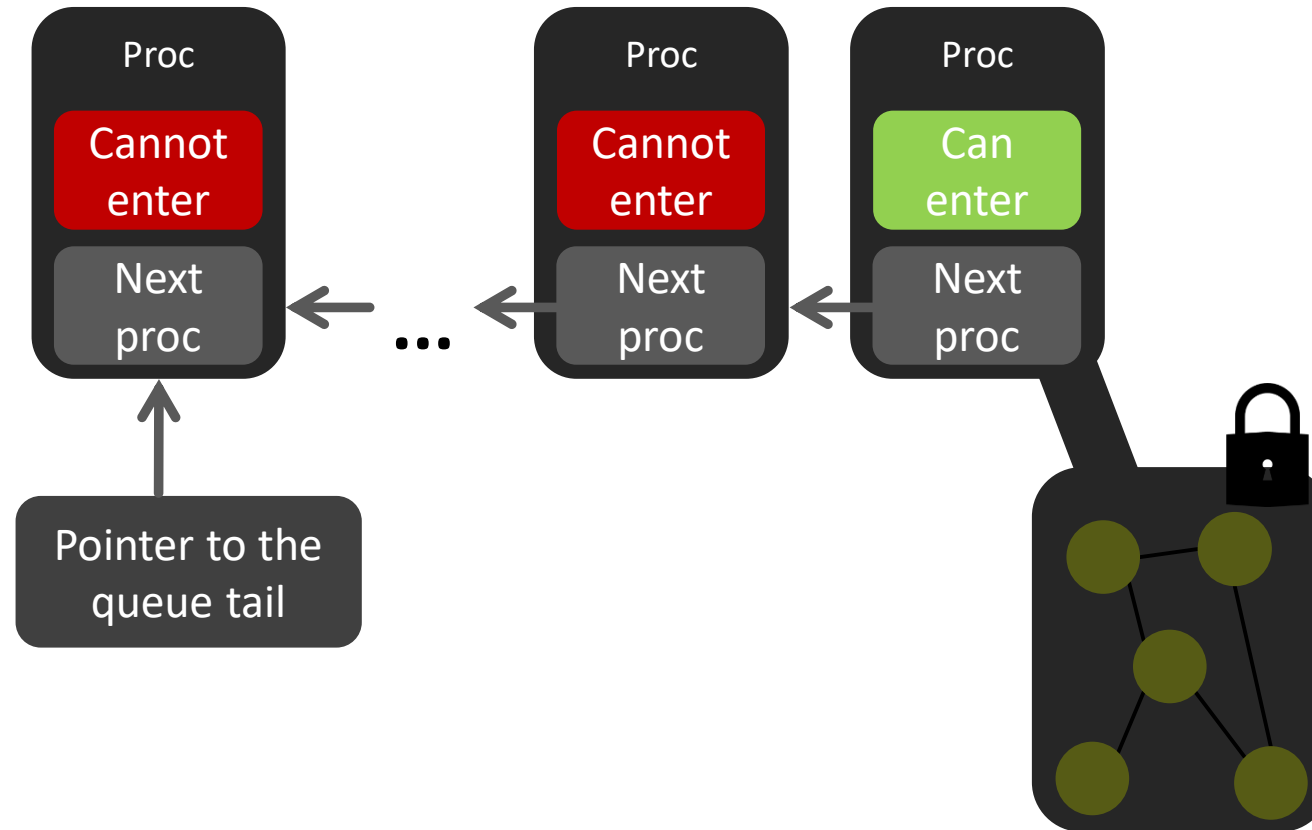 Proc
Cannot
enter
Next
proc
...
Proc
Cannot
enter
Next
proc
Proc
Can
enter
Next
proc
Pointer to the
queue tail